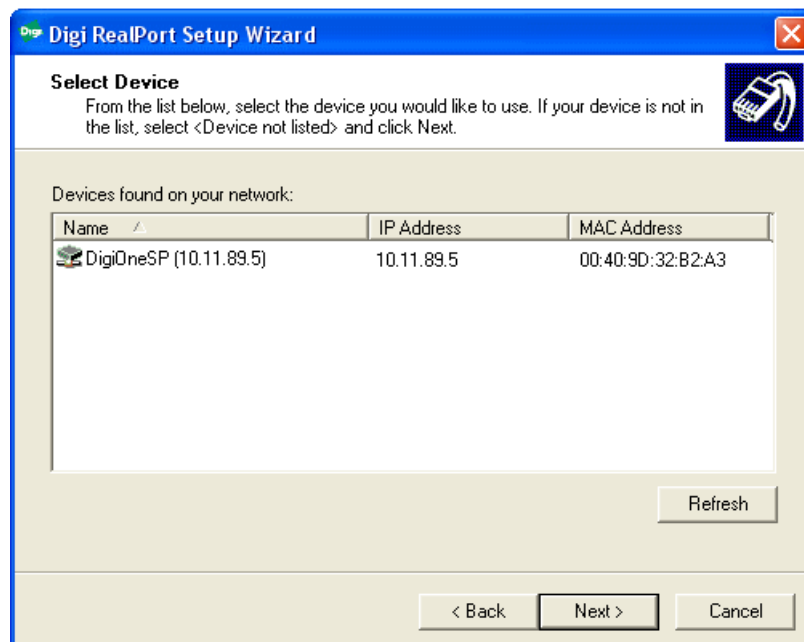 Digi Digi RealPort Setup Wizard
Select Device
From the list below, select the device you would like to use. If your device is not in
the list, select <Device not listed> and click Next.
Devices found on your network:
Name IP Address MAC Address
DigiOneSP (10.11.89.5) 10.11.89.5 00:40:9D:32:B2:A3
Refresh
< Back Next > Cancel